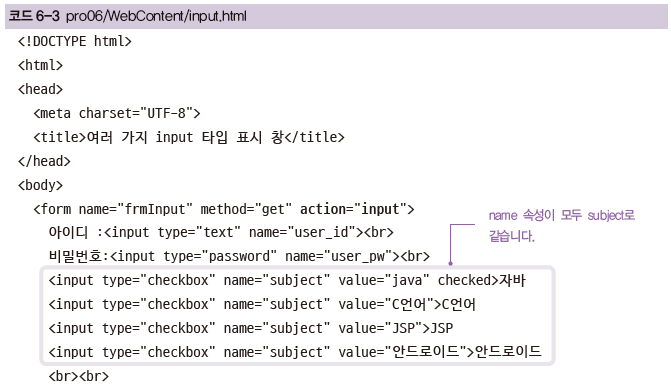 코드 6-3 pro06/WebContent/input.html
<!DOCTYPE html>
<html>
<head>
<meta charset="UTF-8">
<title>여러 가지 input 타입 표시 창</title>
</head>
<body>
<form name="frmInput" method="get" action="input">
아이디 :<input type="text" name="user_id"><br>
비밀번호:<input type="password" name="user_pw"><br>
<input type="checkbox" name="subject" value="java" checked>자바
<input type="checkbox" name="subject" value="C언어">C언어
<input type="checkbox" name="subject" value="JSP">JSP
<input type="checkbox" name="subject" value="안드로이드">안드로이드
<br><br>
name 속성이 모두 subject로
같습니다.